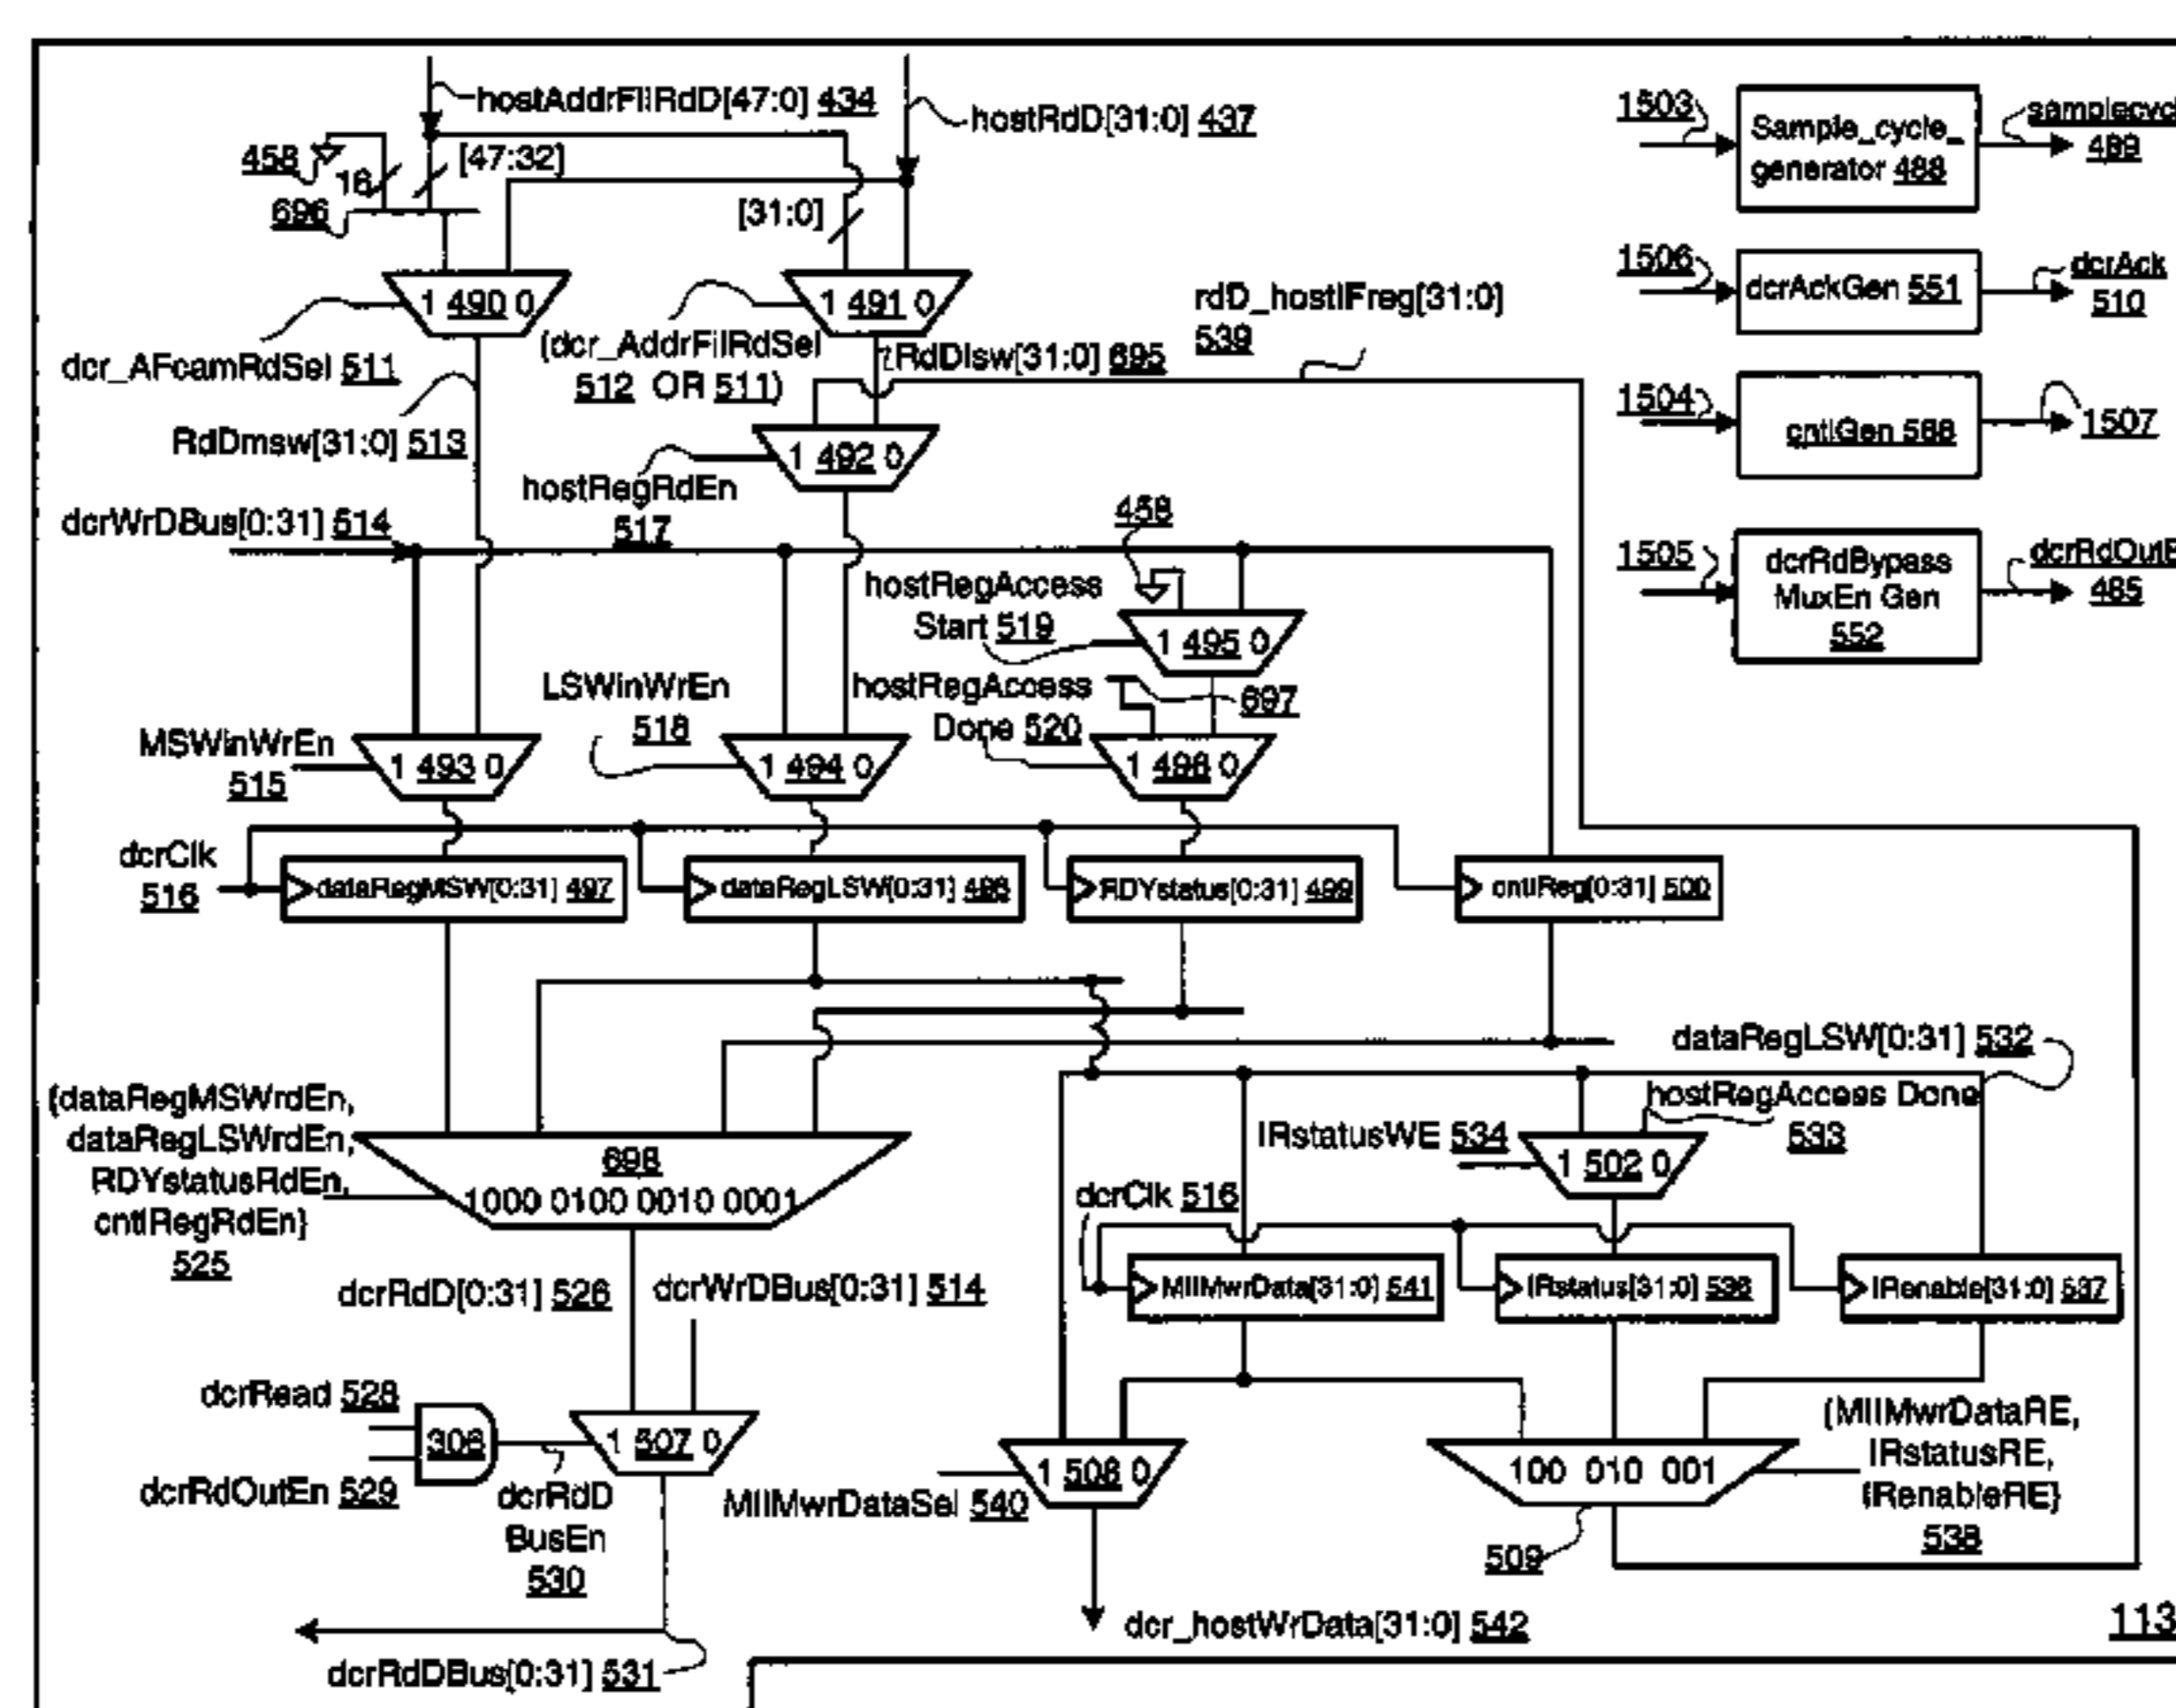 hostAddrFilRdD[47:0] 434
hostRdD[31:0] 437
458
16
[47:32]
696
[31:0]
1 490 0
1 491 0
dcr_AFcamRdSel 511
(dcr_AddrFilRdSel
512 OR 511)
RdDlsw[31:0] 695
rdD_hostIFreg[31:0]
539
RdDmsw[31:0] 513
1 492 0
hostRegRdEn
517
dcrWrDBus[0:31] 514
458
hostRegAccess
Start 519
1 495 0
LSWinWrEn
518
hostRegAccess
Done 520
697
MSWinWrEn
515
1 493 0
1 494 0
1 496 0
dcrClk
516
dataRegMSW[0:31] 497
dataRegLSW[0:31] 498
RDYstatus[0:31] 499
cntlReg[0:31] 500
1503
Sample_cycle_
generator 488
489
1506
dcrAckGen 551
dcrAck
510
1504
1507
1505
dcrRdBypass
MuxEn Gen
552
485
dataRegLSW[0:31] 532
{dataRegMSWrdEn,
dataRegLSWrdEn,
RDYstatusRdEn,
cntlRegRdEn}
525
698
1000 0100 0010 0001
hostRegAccess Done
533
IRstatusWE 534
1 502 0
dcrClk 516
MIIMwrData[31:0] 541
IRstatus[31:0] 536
IRenable[31:0] 537
dcrRdD[0:31] 526
dcrWrDBus[0:31] 514
dcrRead 528
306
dcrRdOutEn 529
1 507 0
dcrRdD
BusEn
530
MIIMwrDataSel 540
1 508 0
100 010 001
{MIIMwrDataRE,
IRstatusRE,
IRenableRE}
538
509
dcr_hostWrData[31:0] 542
dcrRdDBus[0:31] 531
113